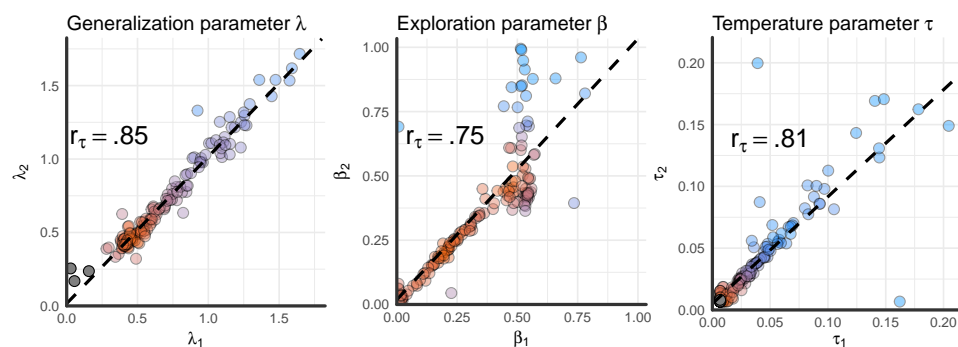 Generalization parameter λ
Exploration parameter β
Temperature parameter τ
rτ = .85
rτ = .75
rτ = .81
λ2
1.5
1.0
0.5
0.0
0.0
0.5
1.0
1.5
λ1
β2
1.00
0.75
0.50
0.25
0.00
0.00
0.25
0.50
0.75
1.00
β1
τ2
0.20
0.15
0.10
0.05
0.00
0.00
0.05
0.10
0.15
0.20
τ1